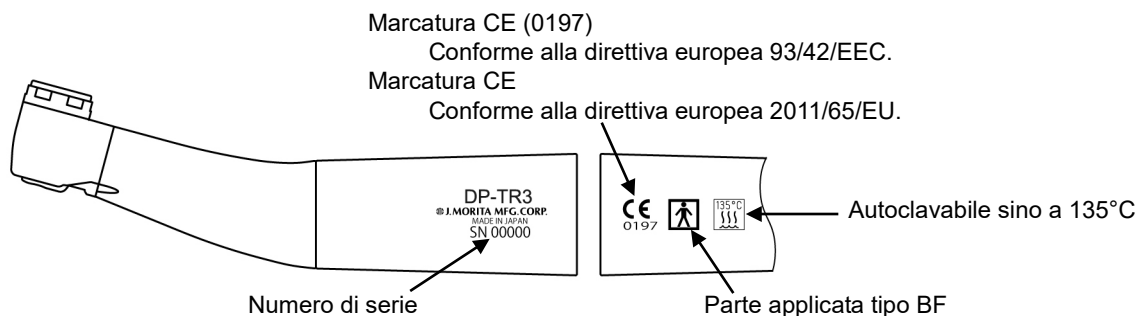 Marcatura CE (0197)
Conforme alla direttiva europea 93/42/EEC.
Marcatura CE
Conforme alla direttiva europea 2011/65/EU.
DP-TR3
J.MORITA MFG.CORP.
MADE IN JAPAN
SN 00000
CE
0197
135°C
Autoclavabile sino a 135°C
Numero di serie
Parte applicata tipo BF